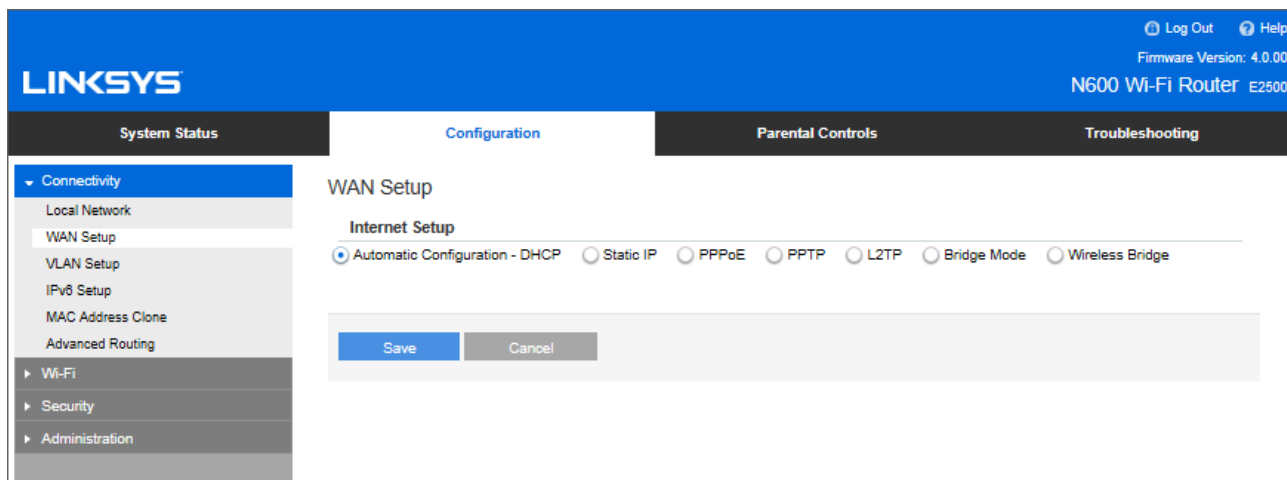 Log Out Help
Firmware Version: 4.0.00
LINKSYS
N600 Wi-Fi Router E2500
System Status Configuration Parental Controls Troubleshooting
Connectivity
Local Network
WAN Setup
VLAN Setup
IPv6 Setup
MAC Address Clone
Advanced Routing
Wi-Fi
Security
Administration
WAN Setup
Internet Setup
Automatic Configuration - DHCP Static IP PPPoE PPTP L2TP Bridge Mode Wireless Bridge
Save Cancel